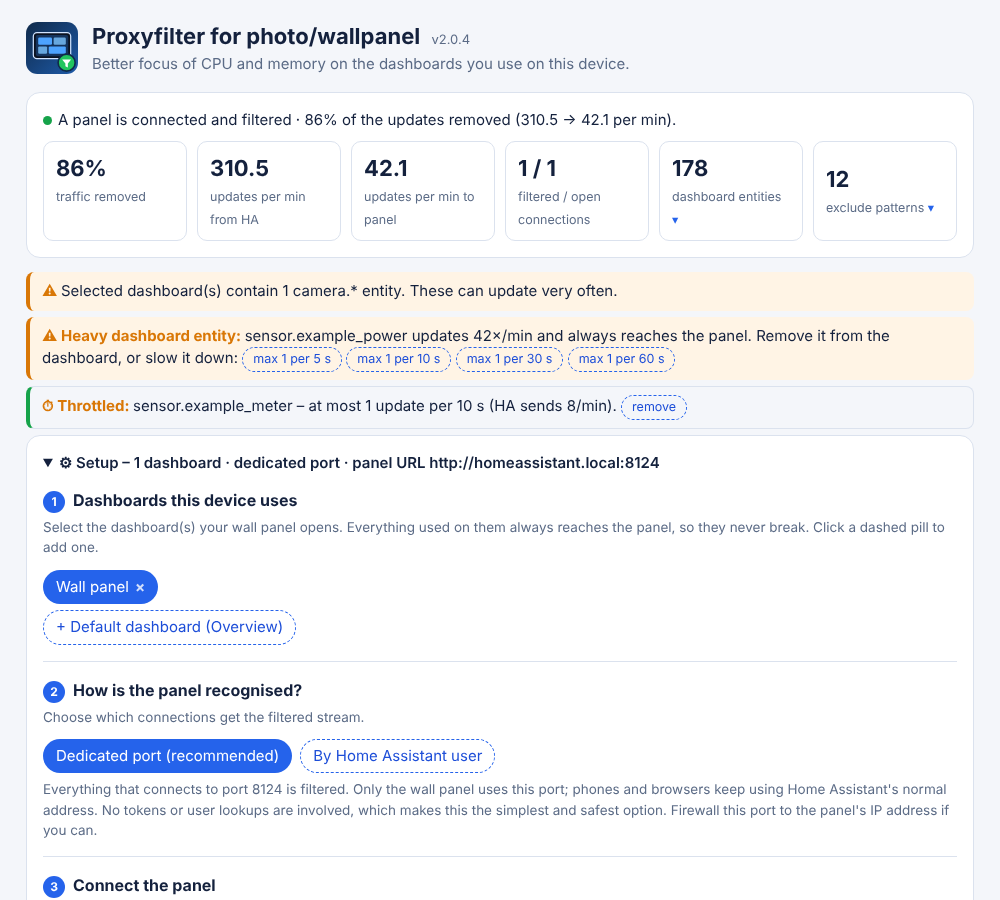 Proxyfilter for photo/wallpanel v2.0.4
Better focus of CPU and memory on the dashboards you use on this device.
A panel is connected and filtered · 86% of the updates removed (310.5 → 42.1 per min).
86%
traffic removed
310.5
updates per min
from HA
42.1
updates per min to
panel
1 / 1
filtered / open
connections
178
dashboard entities
▾
12
exclude patterns ▾
⚠ Selected dashboard(s) contain 1 camera.* entity. These can update very often.
⚠ Heavy dashboard entity: sensor.example_power updates 42×/min and always reaches the panel. Remove it from the
dashboard, or slow it down: max 1 per 5 s max 1 per 10 s max 1 per 30 s max 1 per 60 s
⏱ Throttled: sensor.example_meter – at most 1 update per 10 s (HA sends 8/min). remove
▼ ⚙ Setup – 1 dashboard · dedicated port · panel URL http://homeassistant.local:8124
1 Dashboards this device uses
Select the dashboard(s) your wall panel opens. Everything used on them always reaches the panel, so they never break. Click a dashed pill to
add one.
Wall panel ×
+ Default dashboard (Overview)
2 How is the panel recognised?
Choose which connections get the filtered stream.
Dedicated port (recommended) By Home Assistant user
Everything that connects to port 8124 is filtered. Only the wall panel uses this port; phones and browsers keep using Home Assistant's normal
address. No tokens or user lookups are involved, which makes this the simplest and safest option. Firewall this port to the panel's IP address if
you can.
3 Connect the panel